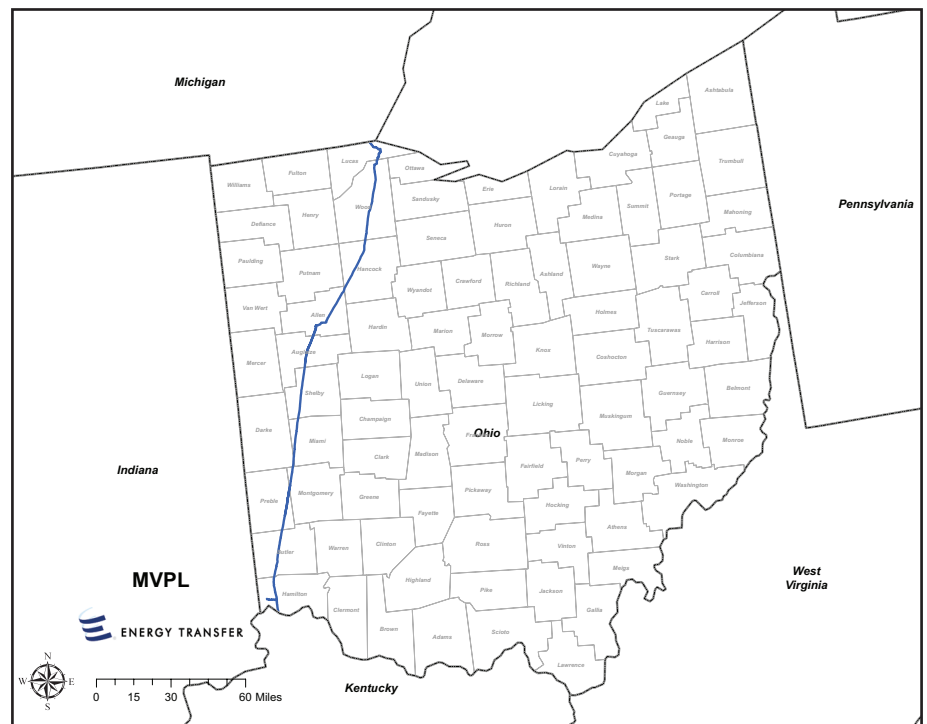 Michigan
Ashtabula
Lake
Geauga
Cuyahoga
Trumbull
Lucas
Ottawa
Fulton
Williams
Erie
Lorain
Sandusky
Wood
Portage
Summit
Medina
Henry
Defiance
Huron
Mahoning
Pennsylvania
Seneca
Columbiana
Stark
Paulding
Putnam
Hancock
Wayne
Ashland
Richland
Crawford
Wyandot
Carroll
Jefferson
Van Wert
Allen
Holmes
Hardin
Marion
Morrow
Tuscarawas
Harrison
Knox
Auglaize
Coshocton
Mercer
Logan
Union
Delaware
Shelby
Guernsey
Belmont
Licking
Muskingum
Champaign
Darke
Ohio
Miami
Noble
Monroe
Clark
Madison
Perry
Fairfield
Indiana
Morgan
Washington
Preble
Montgomery
Greene
Pickaway
Hocking
Fayette
Athens
Butler
Warren
Clinton
Ross
Vinton
Meigs
West
Virginia
MVPL
Highland
Pike
Jackson
Hamilton
Clermont
Gallia
Brown
Adams
Scioto
ENERGY TRANSFER
Lawrence
N
W
E
S
Kentucky
0 15 30 60 Miles